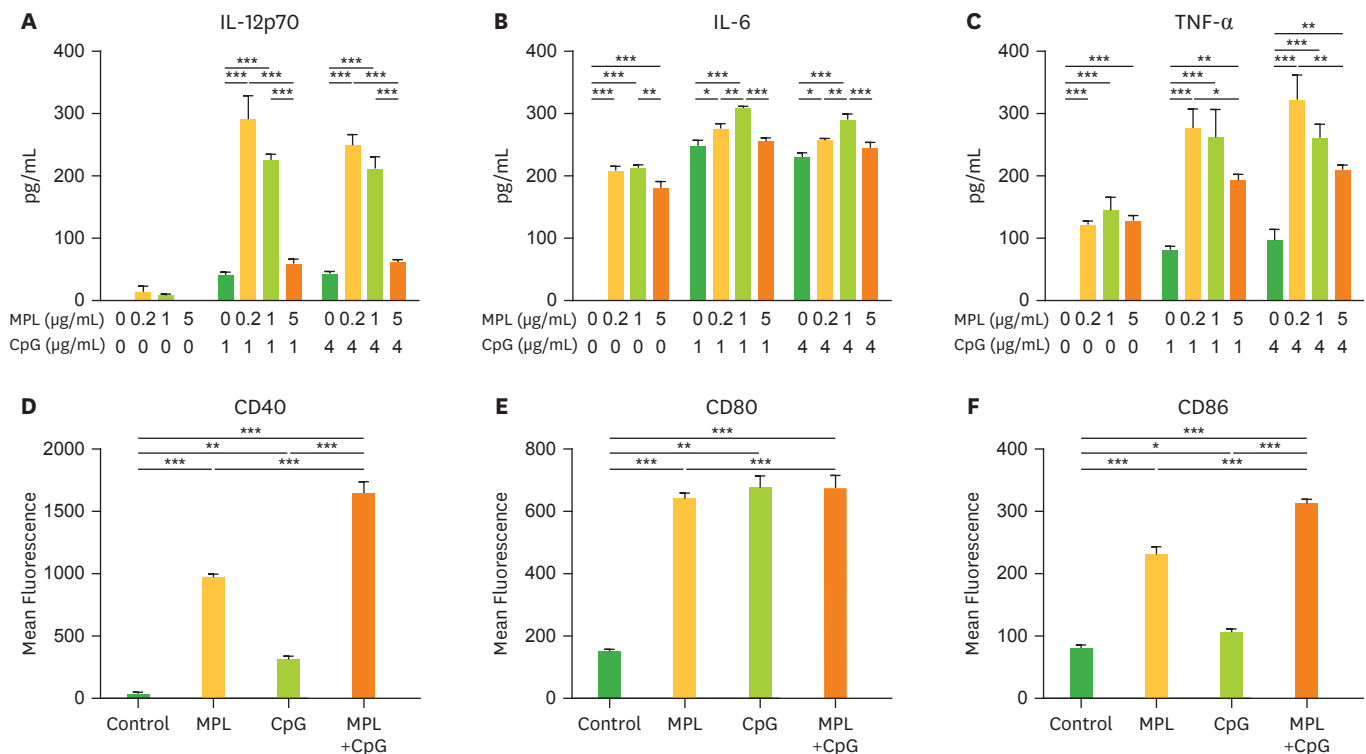 A IL-12p70
400
300
200
100
0
pg/mL
*** *** *** *** ***
*** *** *** ***
MPL (µg/mL) 0 0.2 1 5 0 0.2 1 5 0 0.2 1 5
CpG (µg/mL) 0 0 0 0 1 1 1 1 4 4 4 4
B IL-6
400
300
200
100
0
pg/mL
*** *** *** **
*** * ** ***
*** * ** ***
MPL (µg/mL) 0 0.2 1 5 0 0.2 1 5 0 0.2 1 5
CpG (µg/mL) 0 0 0 0 1 1 1 1 4 4 4 4
C TNF-α
400
300
200
100
0
pg/mL
*** *** ***
** *** *** *
** *** *** **
MPL (µg/mL) 0 0.2 1 5 0 0.2 1 5 0 0.2 1 5
CpG (µg/mL) 0 0 0 0 1 1 1 1 4 4 4 4
D CD40
2000
1500
1000
500
0
Mean Fluorescence
***
** ***
*** ***
Control MPL CpG MPL
+CpG
E CD80
800
600
400
200
0
Mean Fluorescence
***
**
*** ***
Control MPL CpG MPL
+CpG
F CD86
400
300
200
100
0
Mean Fluorescence
***
* ***
*** ***
Control MPL CpG MPL
+CpG